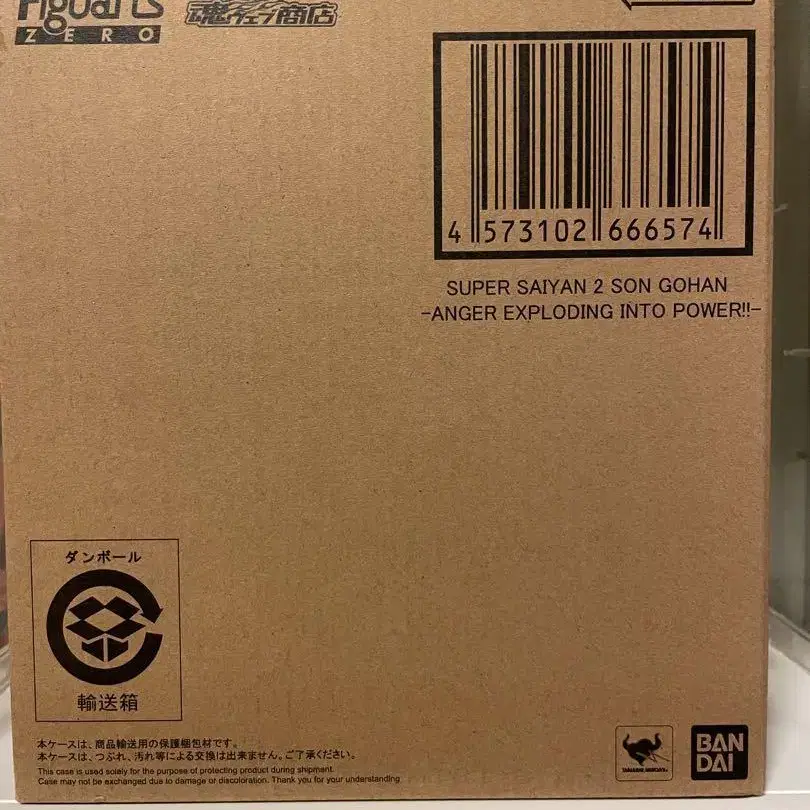 Figuarts
ZERO
魂ウェブ商店
4 573102 666574
SUPER SAIYAN 2 SON GOHAN
-ANGER EXPLODING INTO POWER!!-
ダンボール
輸送箱
本ケースは、商品輸送用の保護梱包材です。
本ケースは、つぶれ、汚れ等による交換は出来ません。ご了承ください。
This case is used solely for the purpose of protecting product during shipment.
Case may not be exchanged due to damage or discoloration. Thank you for your understanding
TAMASHII NATIONS
BAN
DAI